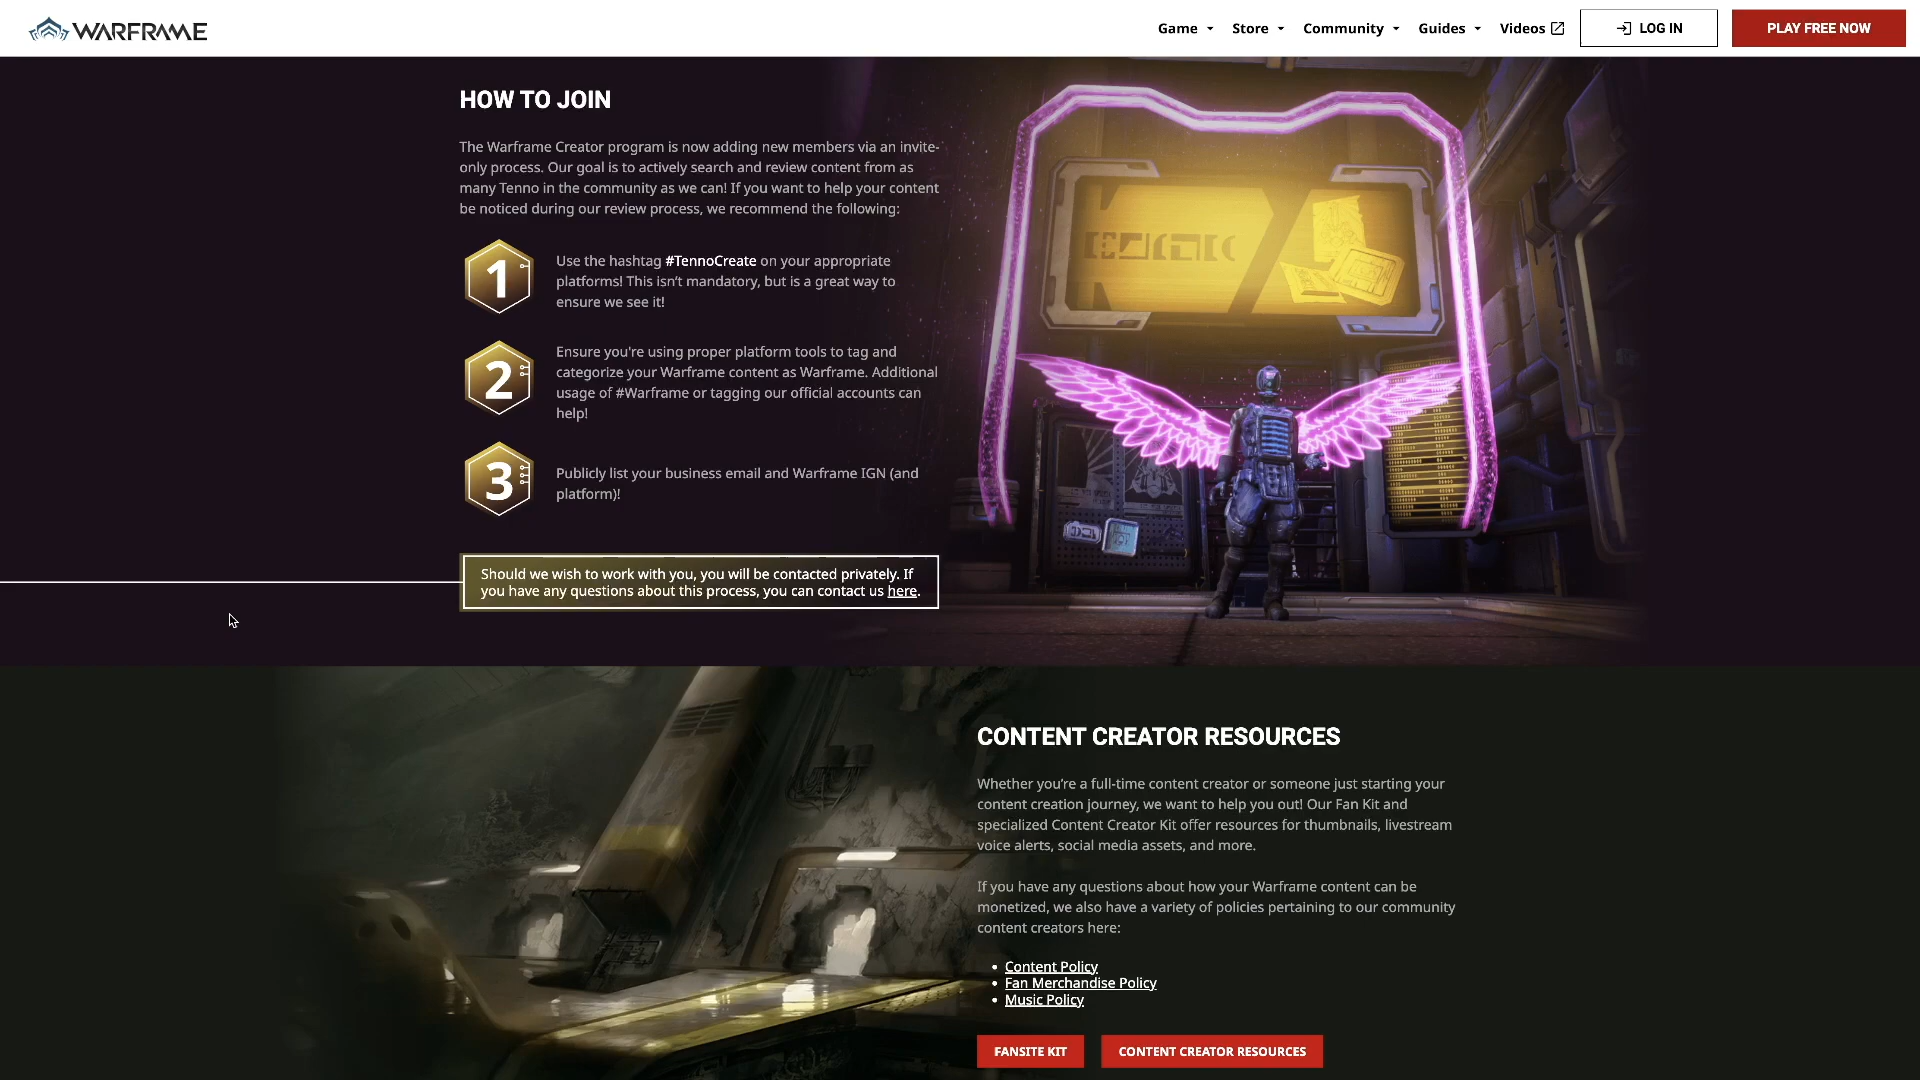 WARFRAME
Game
Store
Community
Guides
Videos
LOG IN
PLAY FREE NOW
HOW TO JOIN
The Warframe Creator program is now adding new members via an invite-
only process. Our goal is to actively search and review content from as
many Tenno in the community as we can! If you want to help your content
be noticed during our review process, we recommend the following:
1
Use the hashtag #TennoCreate on your appropriate
platforms! This isn't mandatory, but is a great way to
ensure we see it!
2
Ensure you're using proper platform tools to tag and
categorize your Warframe content as Warframe. Additional
usage of #Warframe or tagging our official accounts can
help!
3
Publicly list your business email and Warframe IGN (and
platform)!
Should we wish to work with you, you will be contacted privately. If
you have any questions about this process, you can contact us here.
CONTENT CREATOR RESOURCES
Whether you're a full-time content creator or someone just starting your
content creation journey, we want to help you out! Our Fan Kit and
specialized Content Creator Kit offer resources for thumbnails, livestream
voice alerts, social media assets, and more.
If you have any questions about how your Warframe content can be
monetized, we also have a variety of policies pertaining to our community
content creators here:
• Content Policy
• Fan Merchandise Policy
• Music Policy
FANSITE KIT
CONTENT CREATOR RESOURCES